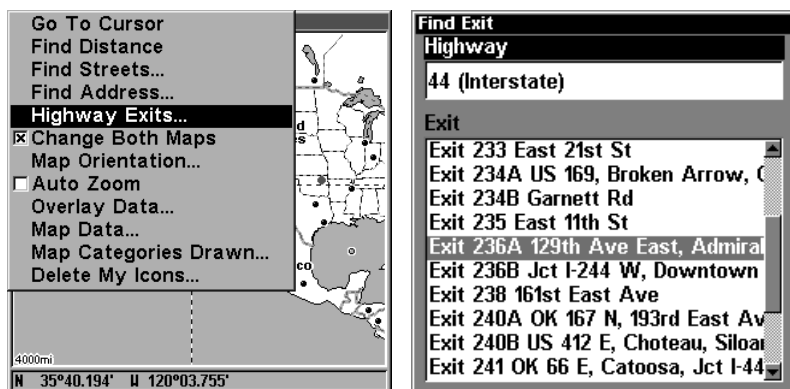 Go To Cursor
Find Distance
Find Streets...
Find Address...
Highway Exits...
Change Both Maps
Map Orientation...
Auto Zoom
Overlay Data...
Map Data...
Map Categories Drawn...
Delete My Icons...
d
es
co
4000mi
N 35°40.194' W 120°03.755'
Find Exit
Highway
44 (Interstate)
Exit
Exit 233 East 21st St
Exit 234A US 169, Broken Arrow,
Exit 234B Garnett Rd
Exit 235 East 11th St
Exit 236A 129th Ave East, Admiral
Exit 236B Jct I-244 W, Downtown
Exit 238 161st East Ave
Exit 240A OK 167 N, 193rd East Av
Exit 240B US 412 E, Choteau, Siloa
Exit 241 OK 66 E, Catoosa, Jct I-44